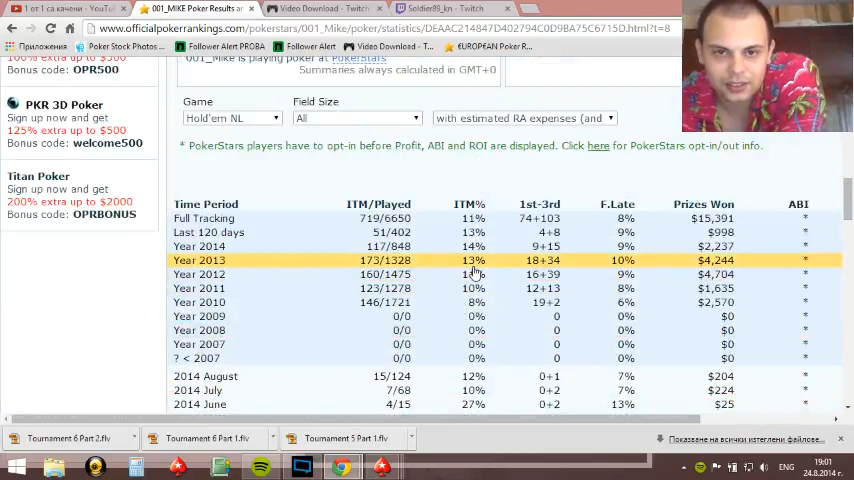 1 от 1 са качени - YouTu
001_MIKE Poker Results a
Video Download - Twitch
Soldier89_kn - Twitch
www.officialpokerrankings.com/pokerstars/001_Mike/poker/statistics/DEAAC214847D402794C0D9BA75C6715D.html?t=8
Приложения
Poker Stock Photos ...
Follower Alert PROBA
Follower Alert
Video Download - Tw...
€UROP€AN Poker R...
100% extra up to $500
Bonus code: OPR500
PKR 3D Poker
Sign up now and get
125% extra up to $500
Bonus code: welcome500
Titan Poker
Sign up now and get
200% extra up to $2000
Bonus code: OPRBONUS
001_Mike is playing poker at PokerStars
Summaries always calculated in GMT+0
Game Field Size
Hold'em NL All with estimated RA expenses (and
* PokerStars players have to opt-in before Profit, ABI and ROI are displayed. Click here for PokerStars opt-in/out info.
Time Period ITM/Played ITM% 1st-3rd F.Late Prizes Won ABI
Full Tracking 719/6650 11% 74+103 8% $15,391 *
Last 120 days 51/402 13% 4+8 9% $998 *
Year 2014 117/848 14% 9+15 9% $2,237 *
Year 2013 173/1328 13% 18+34 10% $4,244 *
Year 2012 160/1475 16+39 9% $4,704 *
Year 2011 123/1278 10% 12+13 8% $1,635 *
Year 2010 146/1721 8% 19+2 6% $2,570 *
Year 2009 0/0 0% 0 0% $0 *
Year 2008 0/0 0% 0 0% $0 *
Year 2007 0/0 0% 0 0% $0 *
? < 2007 0/0 0% 0 0% $0 *
2014 August 15/124 12% 0+1 7% $204 *
2014 July 7/68 10% 0+2 7% $224 *
2014 June 4/15 27% 0+2 13% $25 *
Tournament 6 Part 2.flv
Tournament 6 Part 1.flv
Tournament 5 Part 1.flv
Показване на всички изтеглени файлове...
ENG
19:01
24.8.2014 г.